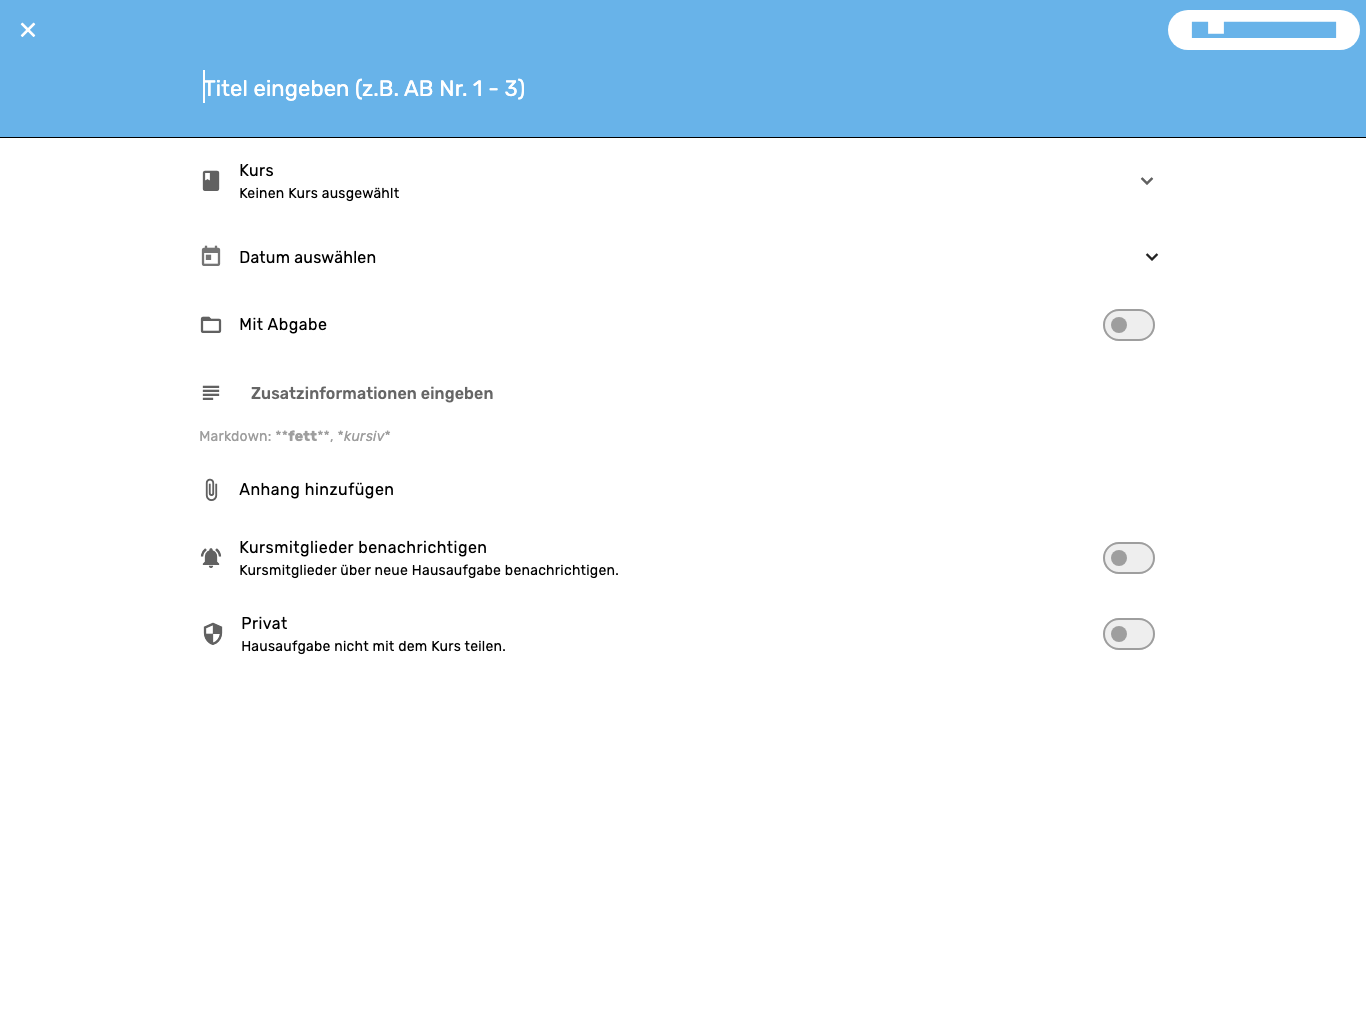 Titel eingeben (z.B. AB Nr. 1 - 3)
Kurs
Keinen Kurs ausgewählt
Datum auswählen
Mit Abgabe
Zusatzinformationen eingeben
Markdown: **fett**, *kursiv*
Anhang hinzufügen
Kursmitglieder benachrichtigen
Kursmitglieder über neue Hausaufgabe benachrichtigen.
Privat
Hausaufgabe nicht mit dem Kurs teilen.